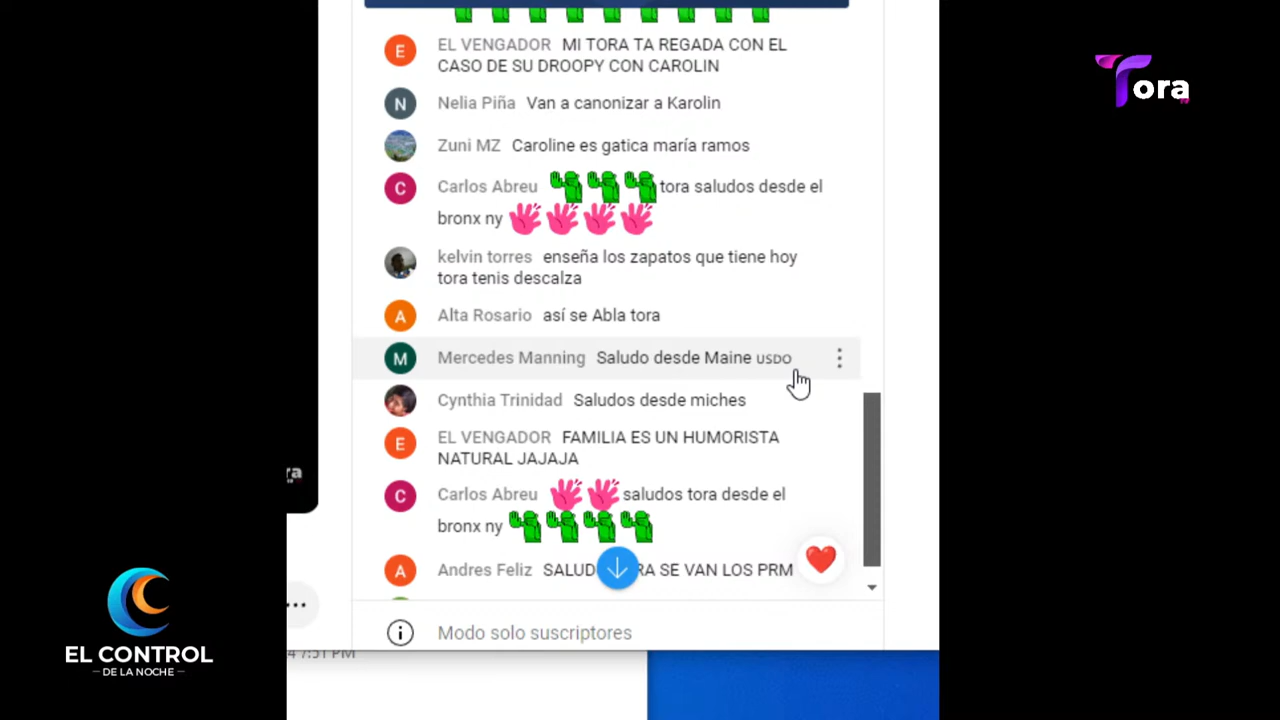 EL VENGADOR MI TORA TA REGADA CON EL
CASO DE SU DROOPY CON CAROLIN
N Nelia Piña Van a canonizar a Karolin
Zuni MZ Caroline es gatica maría ramos
C Carlos Abreu tora saludos desde el
bronx ny
kelvin torres enseña los zapatos que tiene hoy
tora tenis descalza
A Alta Rosario así se Abla tora
M Mercedes Manning Saludo desde Maine USDO
Cynthia Trinidad Saludos desde miches
E EL VENGADOR FAMILIA ES UN HUMORISTA
NATURAL JAJAJA
C Carlos Abreu saludos tora desde el
bronx ny
A Andres Feliz SALUD RA SE VAN LOS PRM
Modo solo suscriptores
7:51 PM
Tora
EL CONTROL
DE LA NOCHE